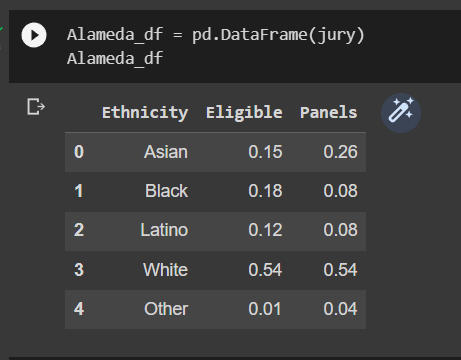 Alameda_df = pd.DataFrame(jury)
Alameda_df
Ethnicity Eligible Panels
0 Asian 0.15 0.26
1 Black 0.18 0.08
2 Latino 0.12 0.08
3 White 0.54 0.54
4 Other 0.01 0.04